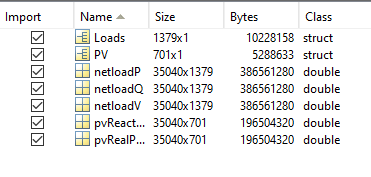 Import Name Size Bytes Class
Loads 1379x1 10228158 struct
PV 701x1 5288633 struct
netloadP 35040x1379 386561280 double
netloadQ 35040x1379 386561280 double
netloadV 35040x1379 386561280 double
pvReact... 35040x701 196504320 double
pvRealP... 35040x701 196504320 double